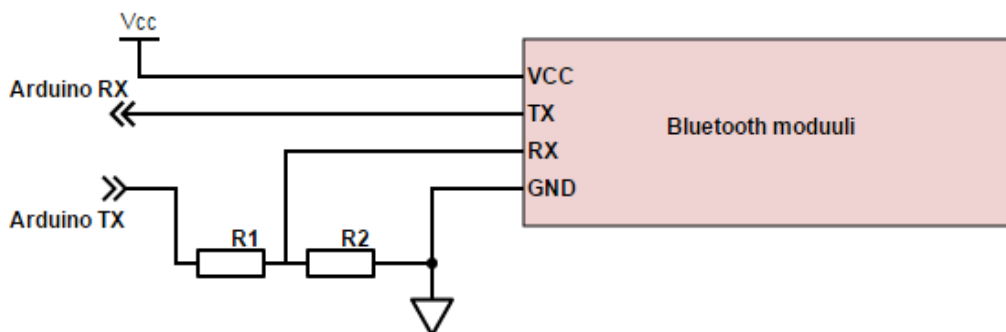 Vcc
Arduino RX
VCC
TX
RX
GND
Bluetooth moduuli
Arduino TX
R1
R2